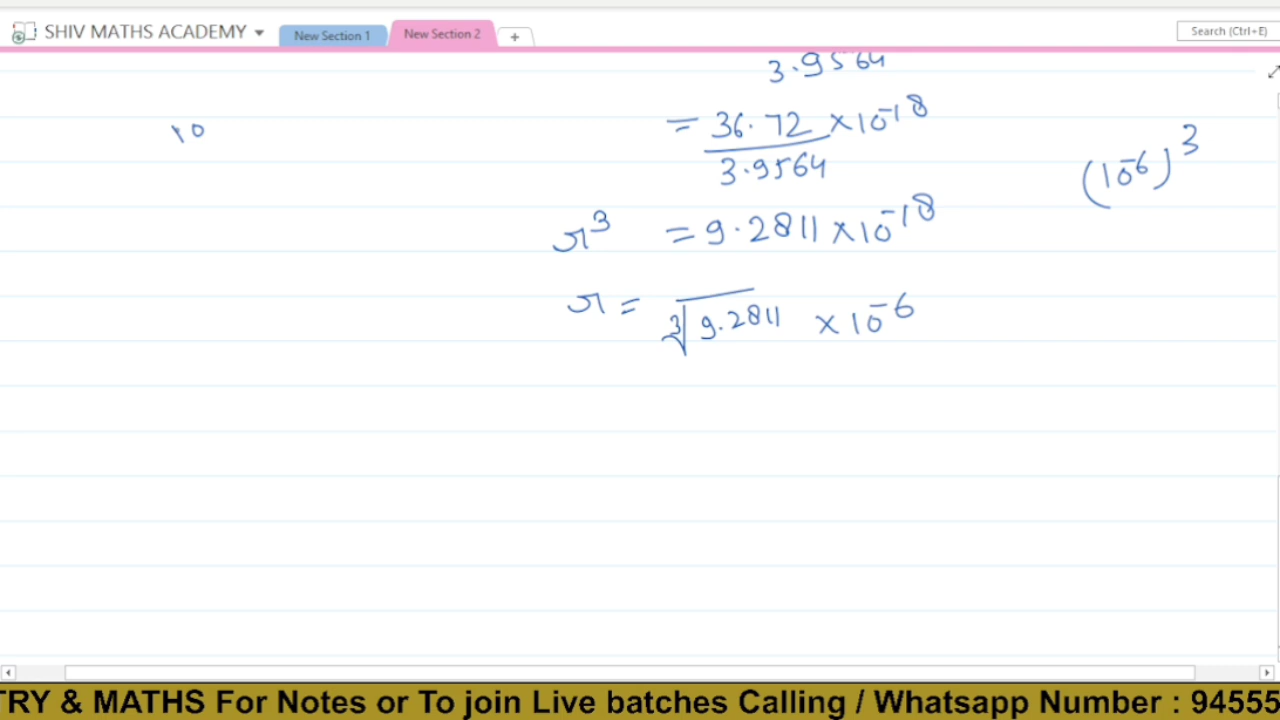 SHIV MATHS ACADEMY
New Section 1
New Section 2
+
Search (Ctrl+E)
3.9564
= 36.72 × 10⁻¹⁸
3.9564
10
(10⁻⁶)³
r³ = 9.2811 × 10⁻¹⁸
r = ∛9.2811 × 10⁻⁶
TRY & MATHS For Notes or To join Live batches Calling / Whatsapp Number : 94555